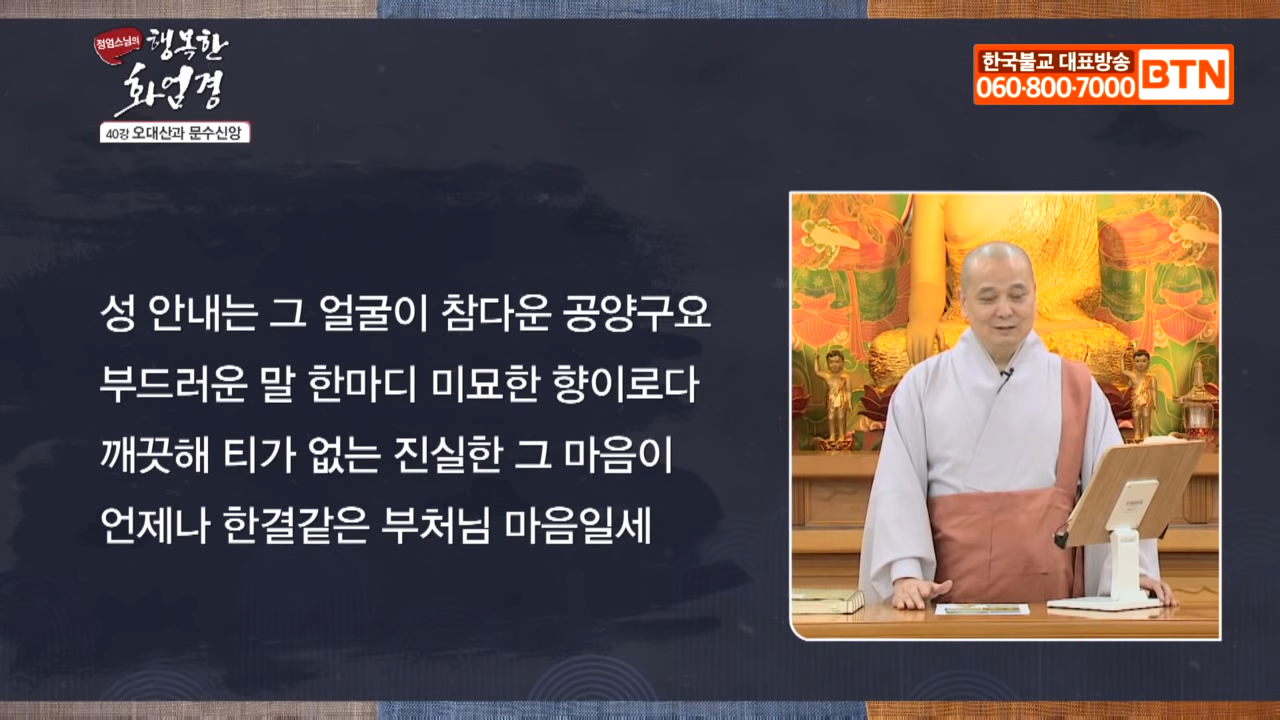 정엄스님의
행복한
화엄경
40강 오대산과 문수신앙
한국불교 대표방송
060·800·7000
BTN
성 안내는 그 얼굴이 참다운 공양구요
부드러운 말 한마디 미묘한 향이로다
깨끗해 티가 없는 진실한 그 마음이
언제나 한결같은 부처님 마음일세